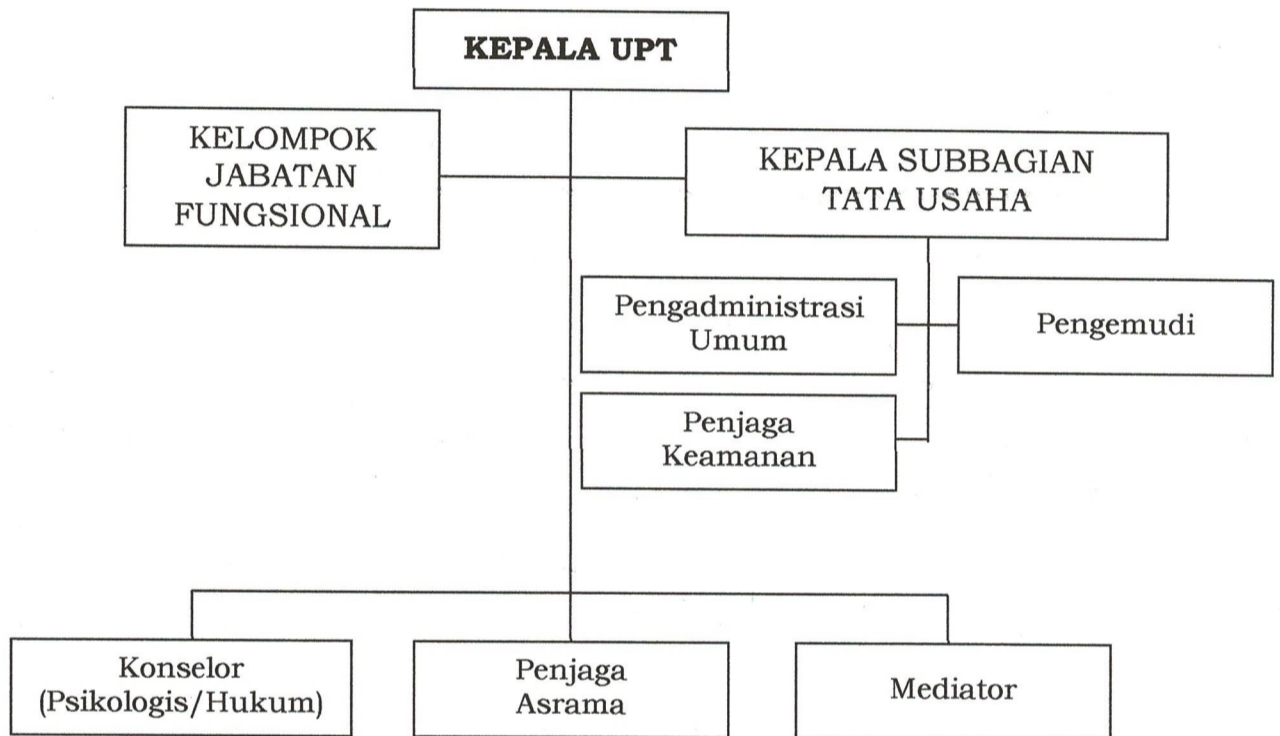 KEPALA UPT
KELOMPOK
JABATAN
FUNGSIONAL
KEPALA SUBBAGIAN
TATA USAHA
Pengadministrasi
Umum
Pengemudi
Penjaga
Keamanan
Konselor
(Psikologis/Hukum)
Penjaga
Asrama
Mediator